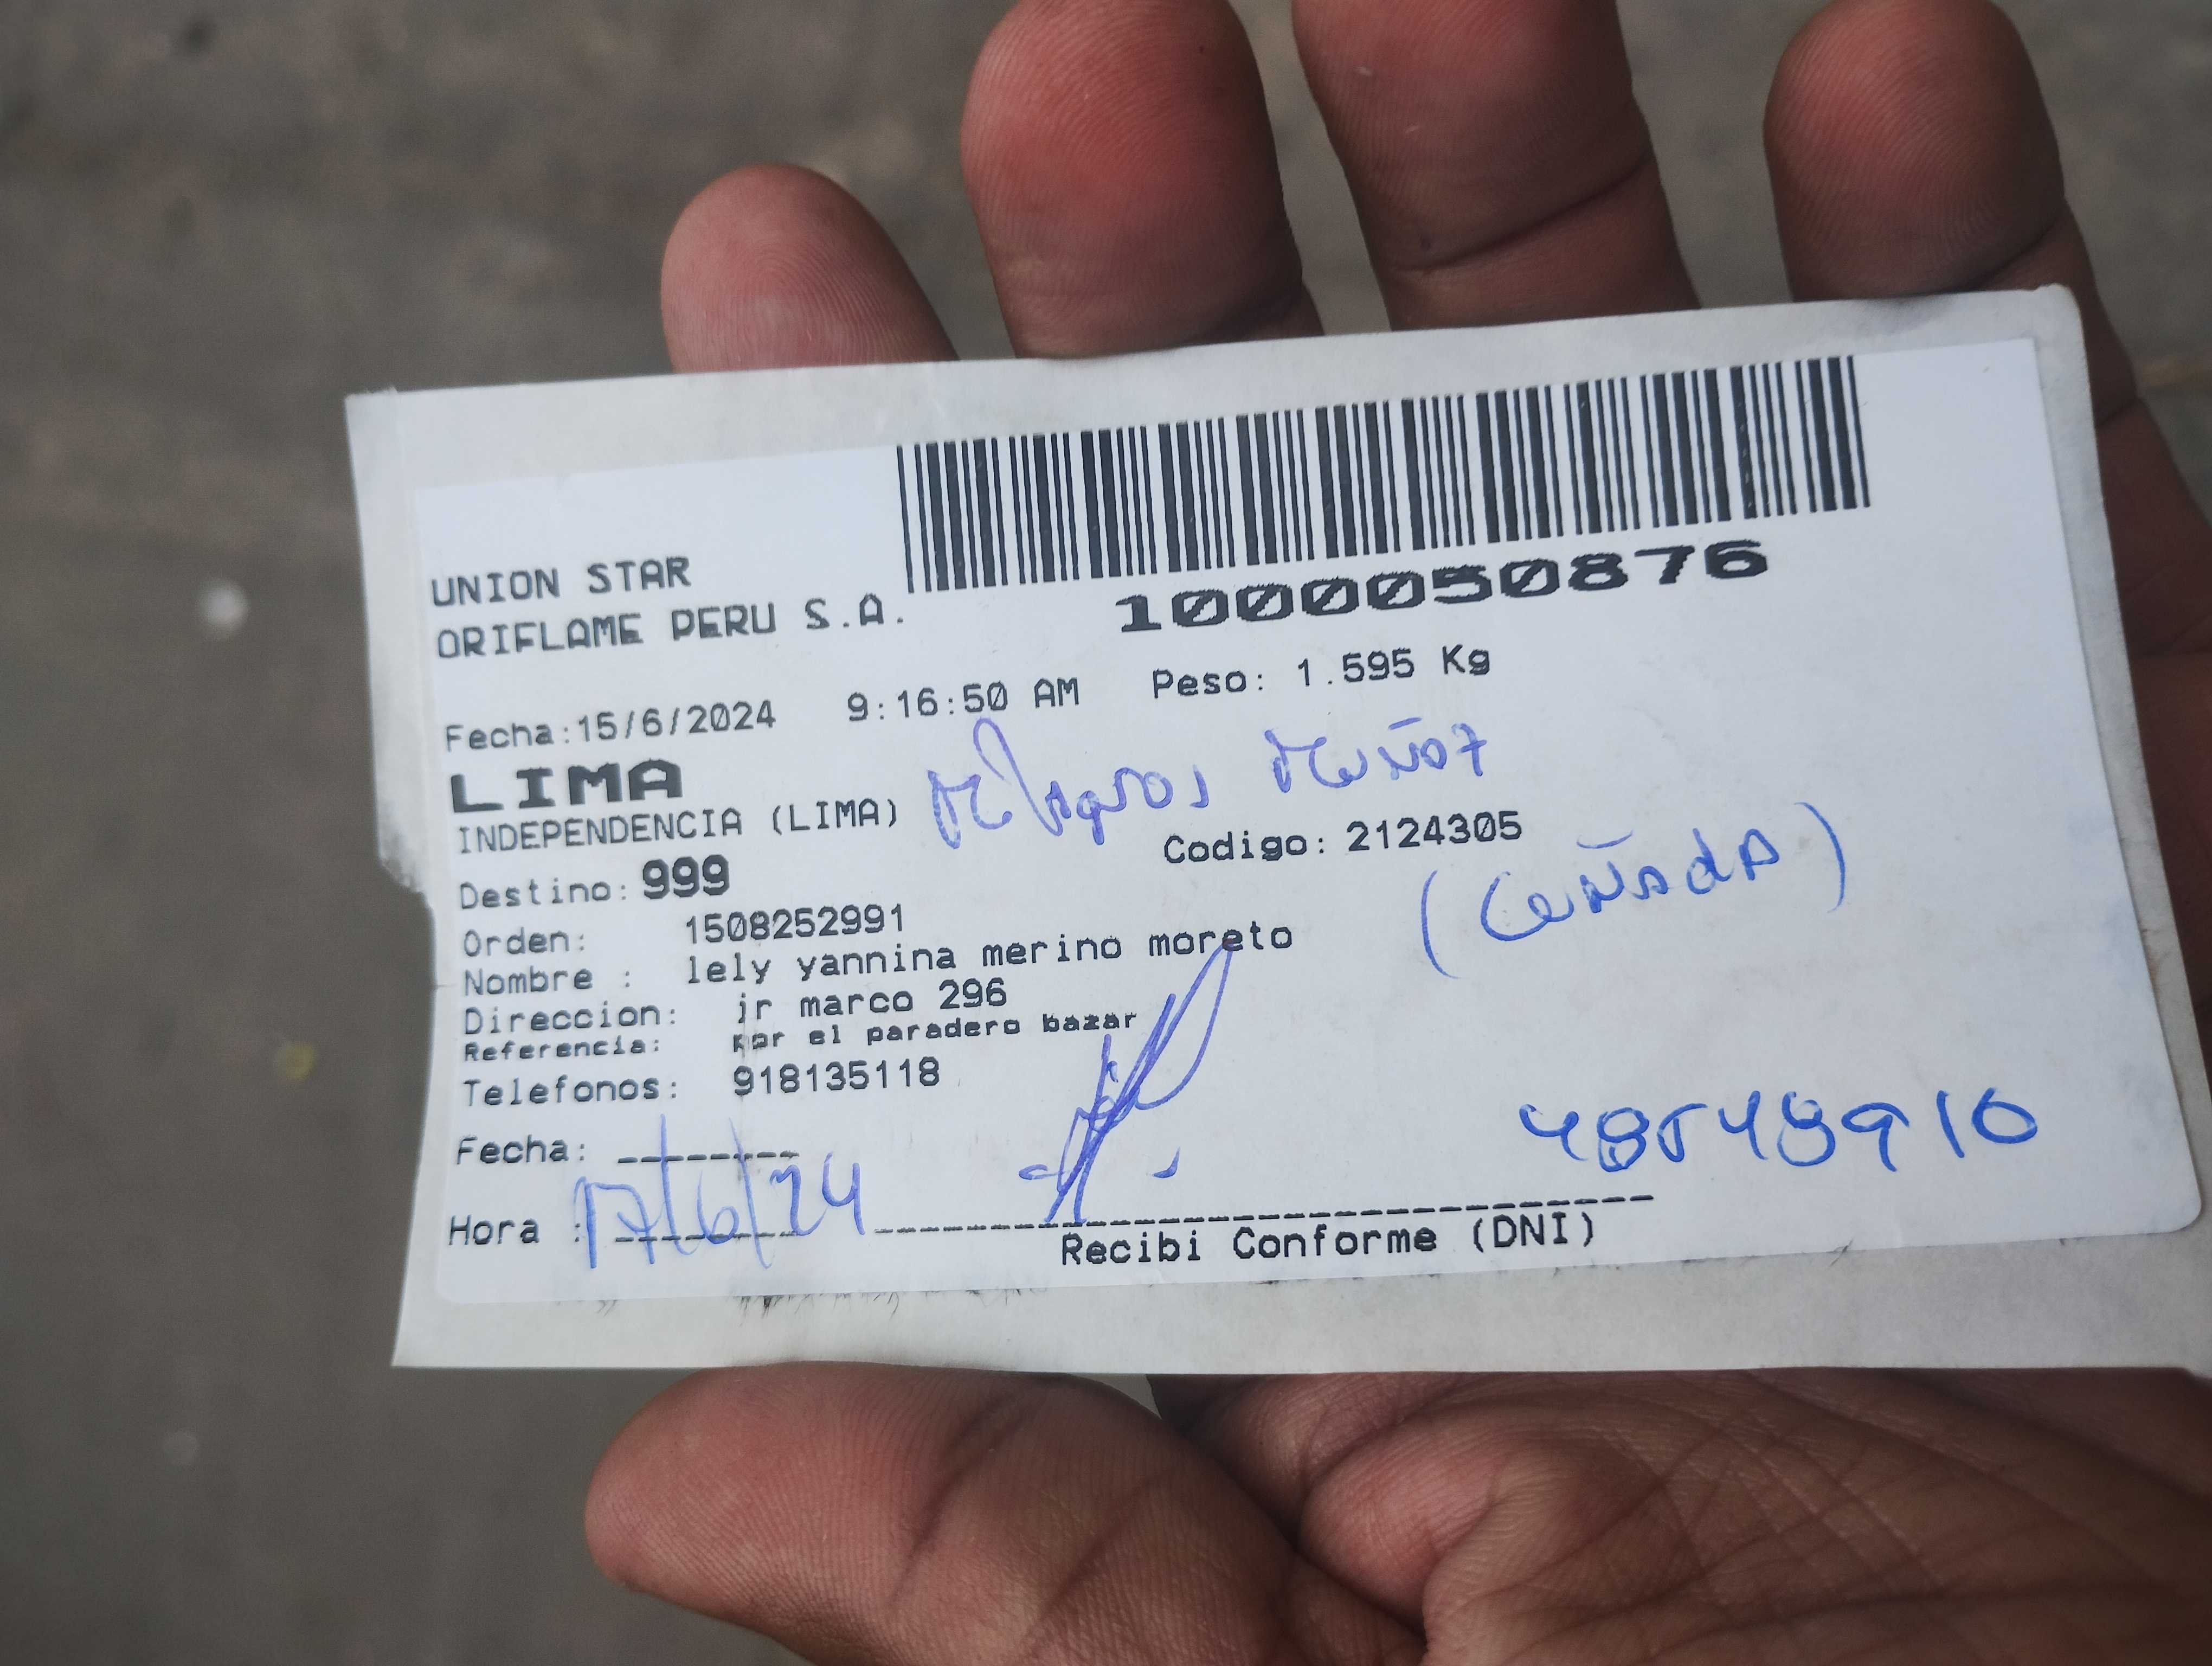 UNION STAR
ORIFLAME PERU S.A.
1000050876
Fecha:15/6/2024 9:16:50 AM Peso: 1.595 Kg
LIMA
Milagros Muñoz
INDEPENDENCIA (LIMA)
Codigo: 2124305
(Cuñada)
Destino: 999
Orden: 1508252991
Nombre : lely yannina merino moreto
Direccion: jr marco 296
Referencia: por el paradero bazar
Telefonos: 918135118
Fecha: --------
17/6/24
48548910
Hora : --------
Recibi Conforme (DNI)